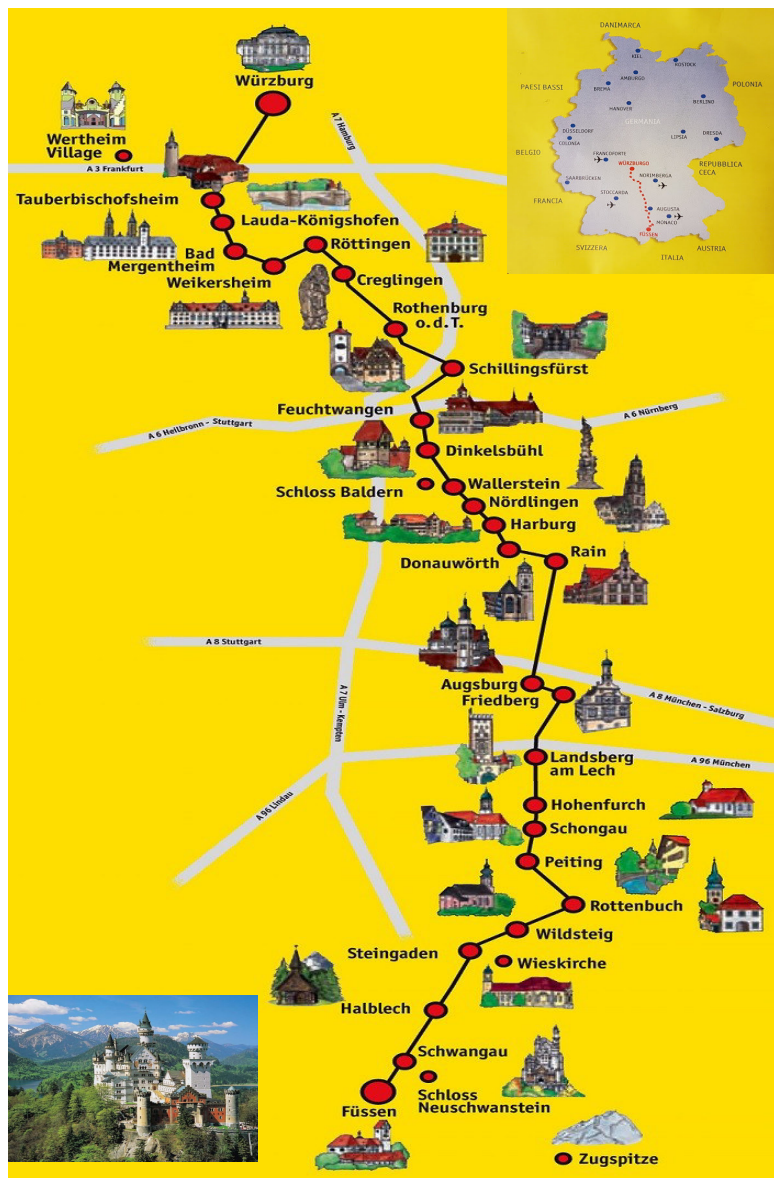 Würzburg
Wertheim
Village
A 3 Frankfurt
A 7 Hamburg
Tauberbischofsheim
Lauda-Königshofen
Bad
Mergentheim
Röttingen
Weikersheim
Creglingen
Rothenburg
o.d.T.
Schillingsfürst
Feuchtwangen
A 6 Heilbronn - Stuttgart
A 6 Nürnberg
Dinkelsbühl
Schloss Baldern
Wallerstein
Nördlingen
Harburg
Donauwörth
Rain
A 8 Stuttgart
A 7 Ulm - Kempten
Augsburg
Friedberg
A 8 München - Salzburg
A 96 München
Landsberg
am Lech
A 96 Lindau
Hohenfurch
Schongau
Peiting
Rottenbuch
Wildsteig
Steingaden
Wieskirche
Halblech
Schwangau
Schloss
Neuschwanstein
Füssen
Zugspitze
DANIMARCA
KIEL
ROSTOCK
AMBURGO
PAESI BASSI
BREMA
POLONIA
HANOVER
BERLINO
GERMANIA
DÜSSELDORF
COLONIA
LIPSIA
DRESDA
BELGIO
FRANCOFORTE
WÜRZBURGO
REPUBBLICA
CECA
SAARBRÜCKEN
NORIMBERGA
STOCCARDA
FRANCIA
AUGUSTA
MONACO
FÜSSEN
SVIZZERA
AUSTRIA
ITALIA